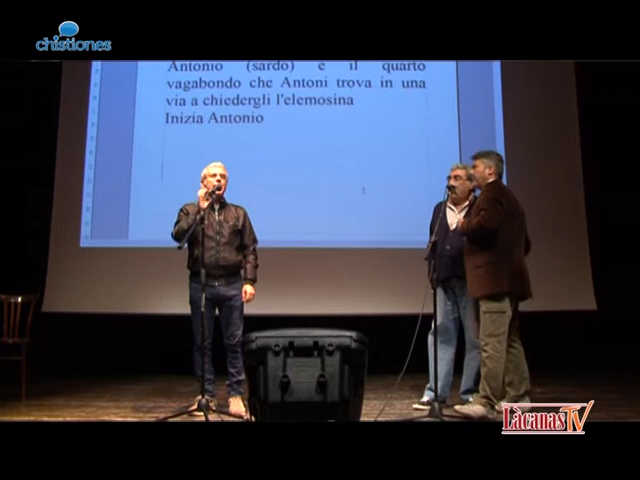 chistiones
Antonio (sardo) e il quarto
vagabondo che Antoni trova in una
via a chiedergli l'elemosina
Inizia Antonio
LàcanasTV